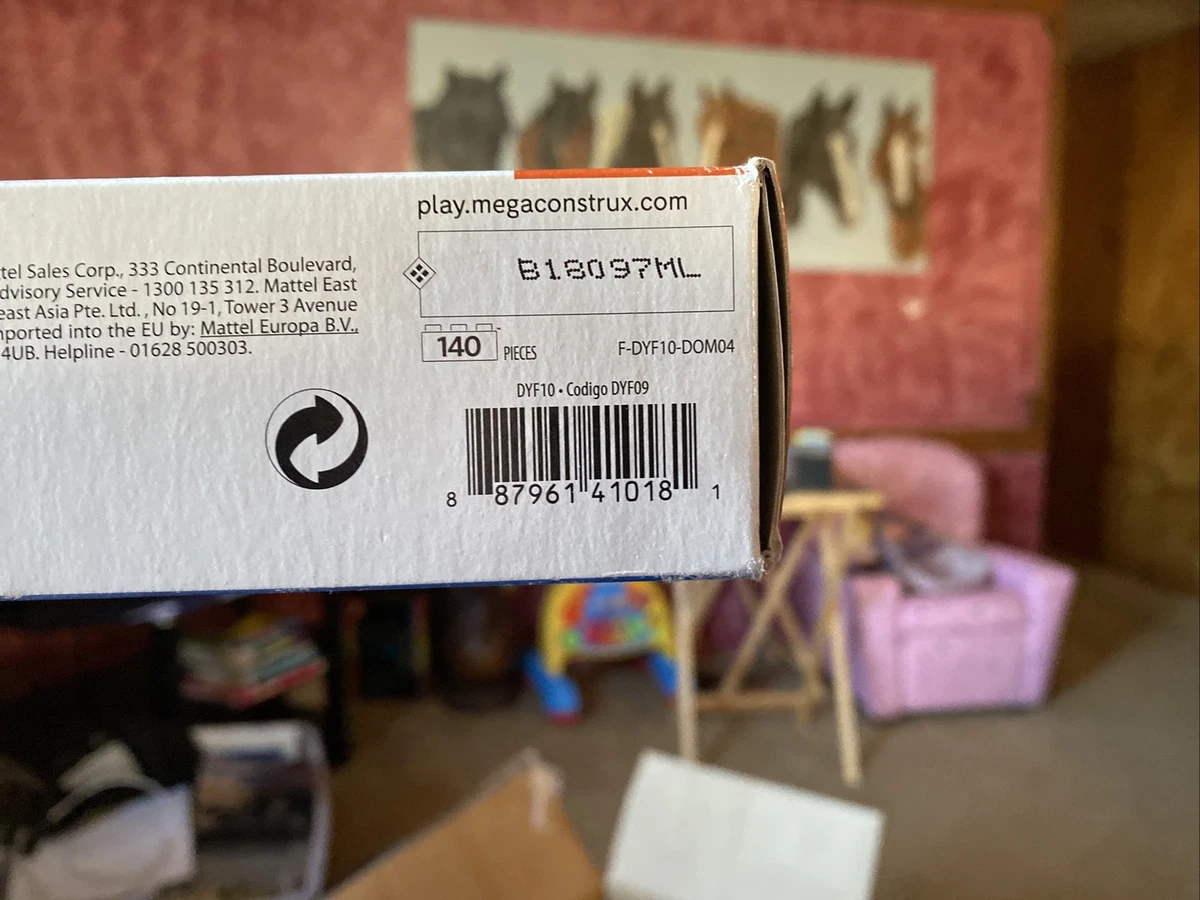 play.megaconstrux.com
tel Sales Corp., 333 Continental Boulevard,
dvisory Service - 1300 135 312. Mattel East
east Asia Pte. Ltd. , No 19-1, Tower 3 Avenue
ported into the EU by: Mattel Europa B.V.,
4UB. Helpline - 01628 500303.
B18097ML
140 PIECES
F-DYF10-DOM04
DYF10 • Codigo DYF09
8 87961 41018 1